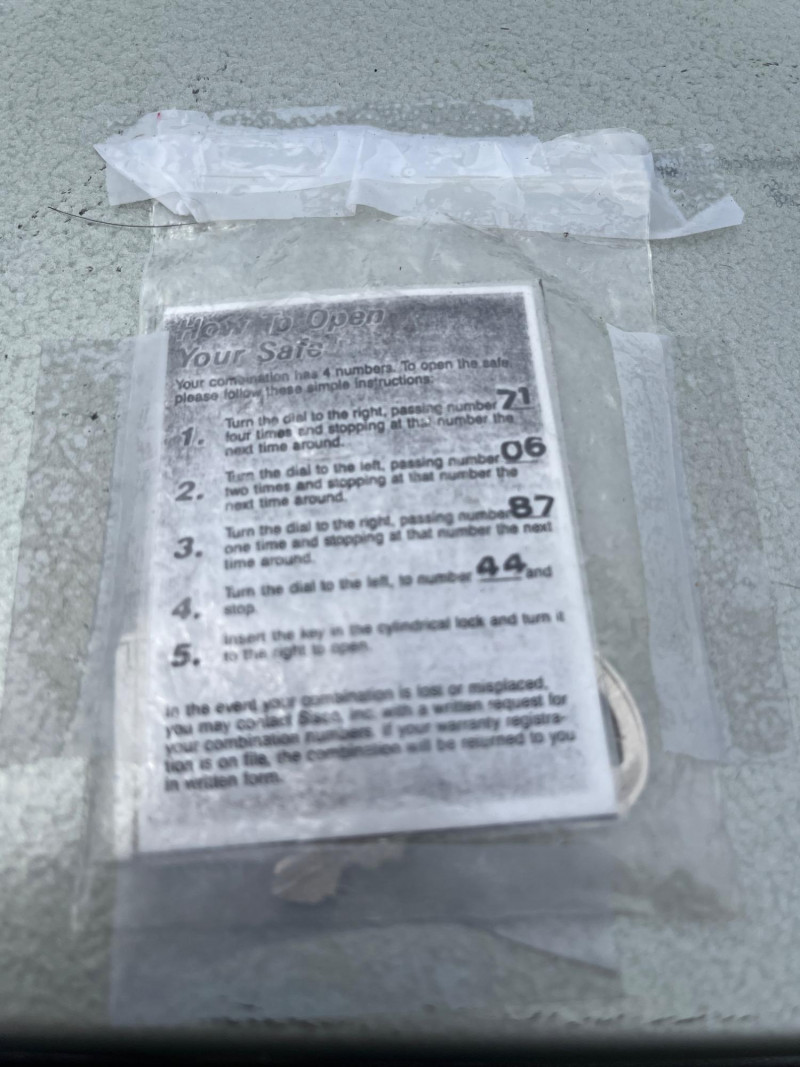 How To Open
Your Safe
Your combination has 4 numbers. To open the safe,
please follow these simple instructions:
1. Turn the dial to the right, passing number 71
four times and stopping at that number the
next time around.
2. Turn the dial to the left, passing number 06
two times and stopping at that number the
next time around.
3. Turn the dial to the right, passing number 87
one time and stopping at that number the next
time around.
4. Turn the dial to the left, to number 44 and
stop.
5. Insert the key in the cylindrical lock and turn it
to the right to open.
In the event your combination is lost or misplaced,
you may contact Sisco, Inc. with a written request for
your combination numbers. If your warranty registra-
tion is on file, the combination will be returned to you
in written form.